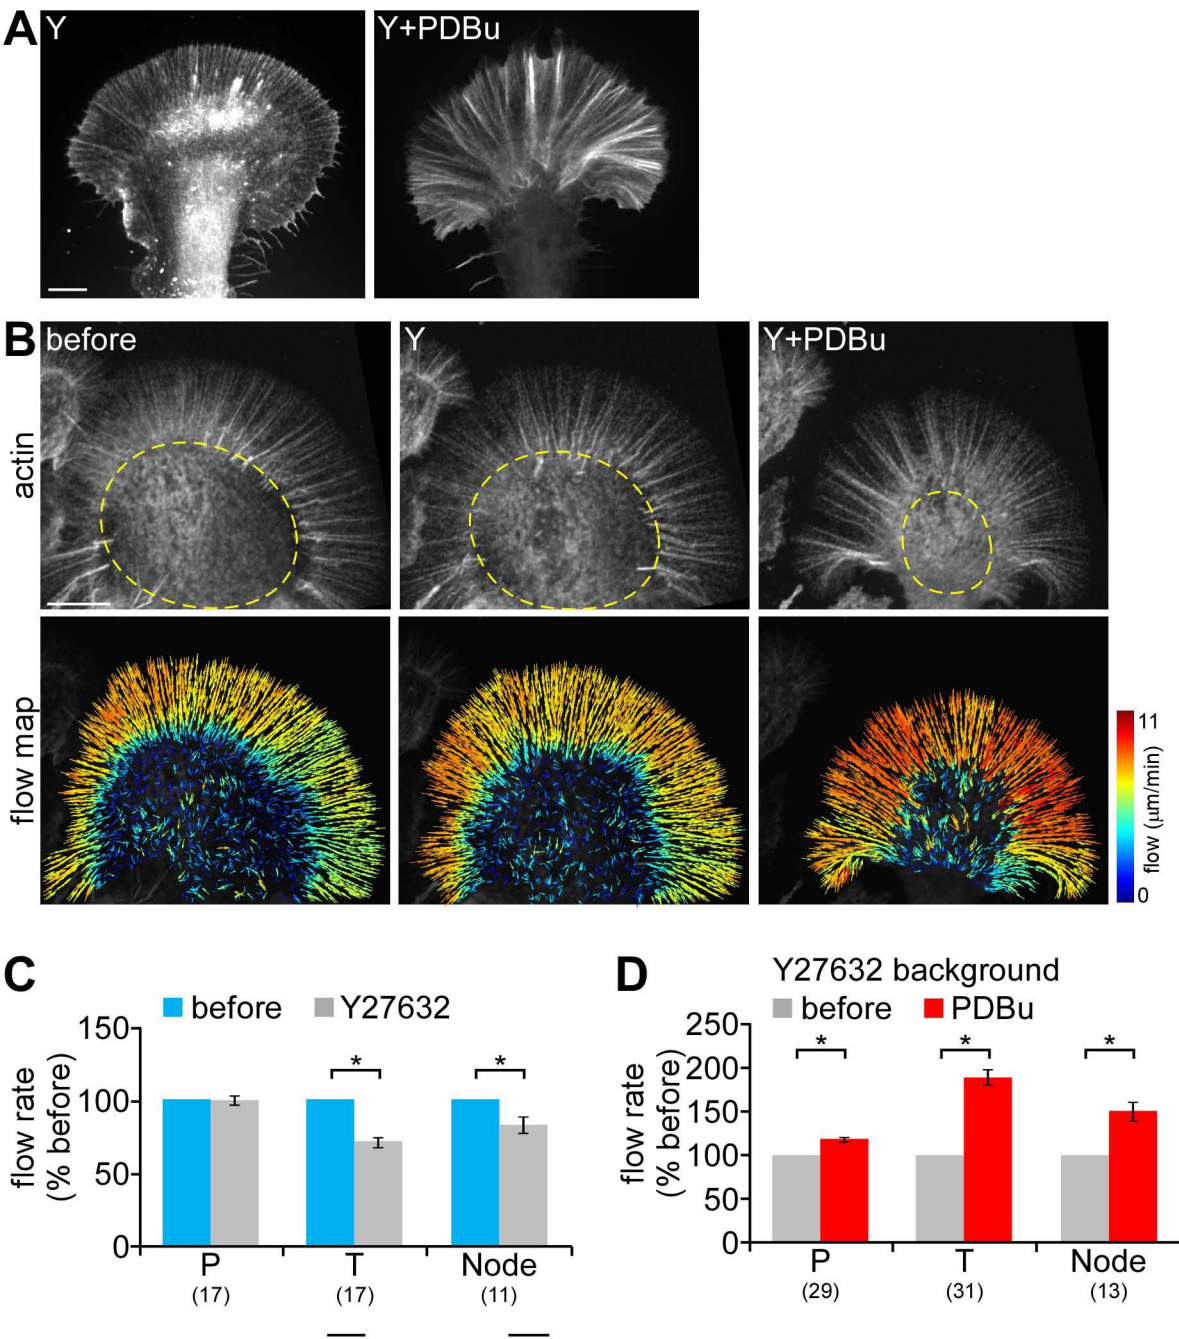 A
Y
Y+PDBu
B
before
Y
Y+PDBu
actin
flow map
11
flow (μm/min)
0
C
before
Y27632
flow rate
(% before)
150
100
50
0
*
*
P
T
Node
(17)
(17)
(11)
D
Y27632 background
before
PDBu
flow rate
(% before)
250
200
150
100
50
0
*
*
*
P
T
Node
(29)
(31)
(13)